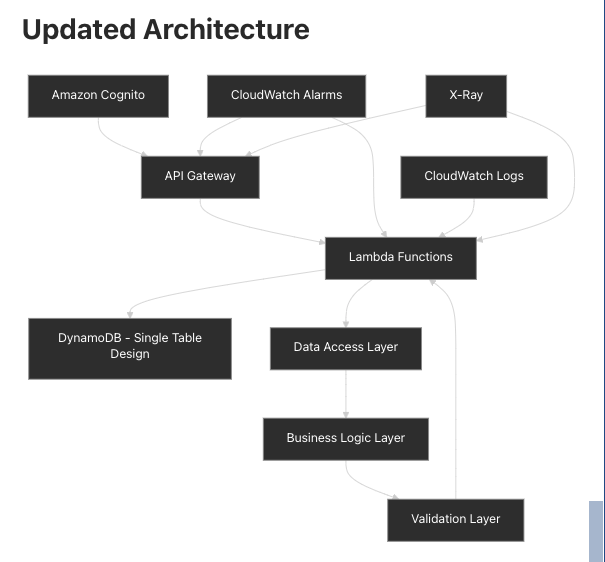 Updated Architecture
Amazon Cognito
CloudWatch Alarms
X-Ray
API Gateway
CloudWatch Logs
Lambda Functions
DynamoDB - Single Table
Design
Data Access Layer
Business Logic Layer
Validation Layer